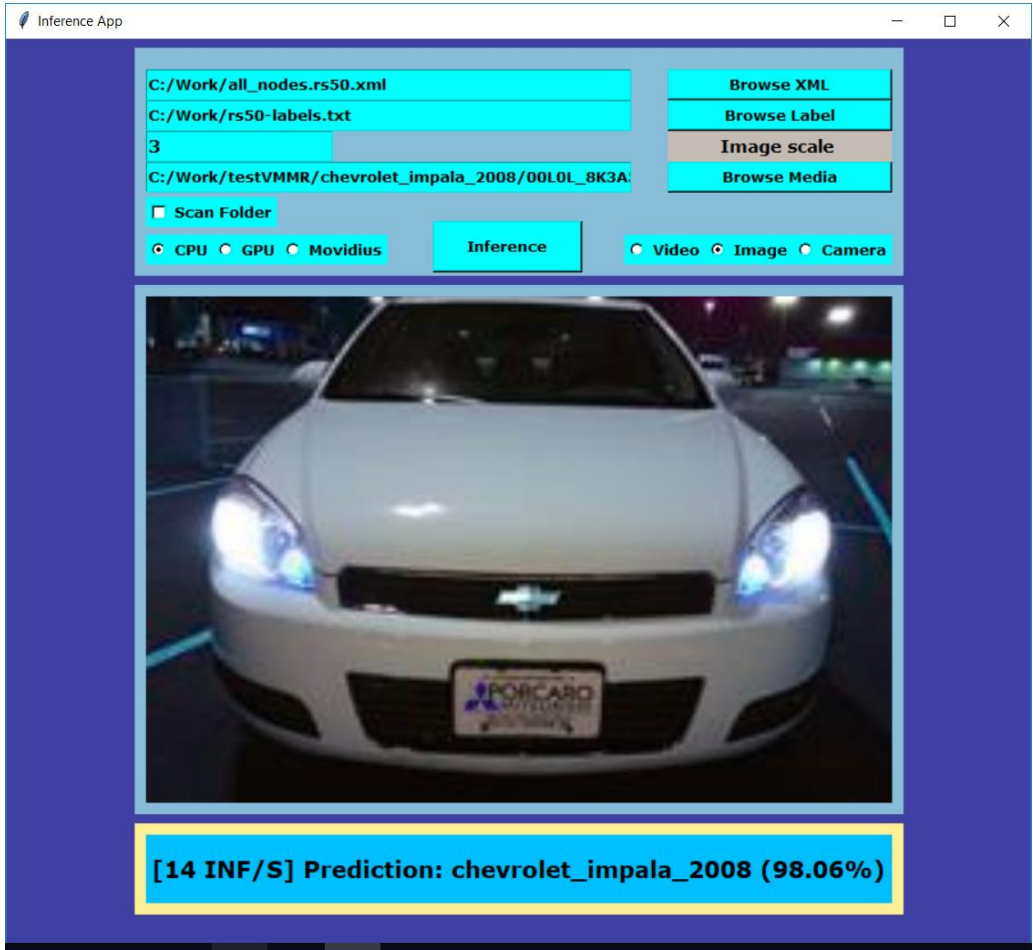 Inference App
C:/Work/all_nodes.rs50.xml Browse XML
C:/Work/rs50-labels.txt Browse Label
3 Image scale
C:/Work/testVMMR/chevrolet_impala_2008/00L0L_8K3A Browse Media
Scan Folder
CPU GPU Movidius Inference Video Image Camera
PORCARO
MITSUBISHI
[14 INF/S] Prediction: chevrolet_impala_2008 (98.06%)